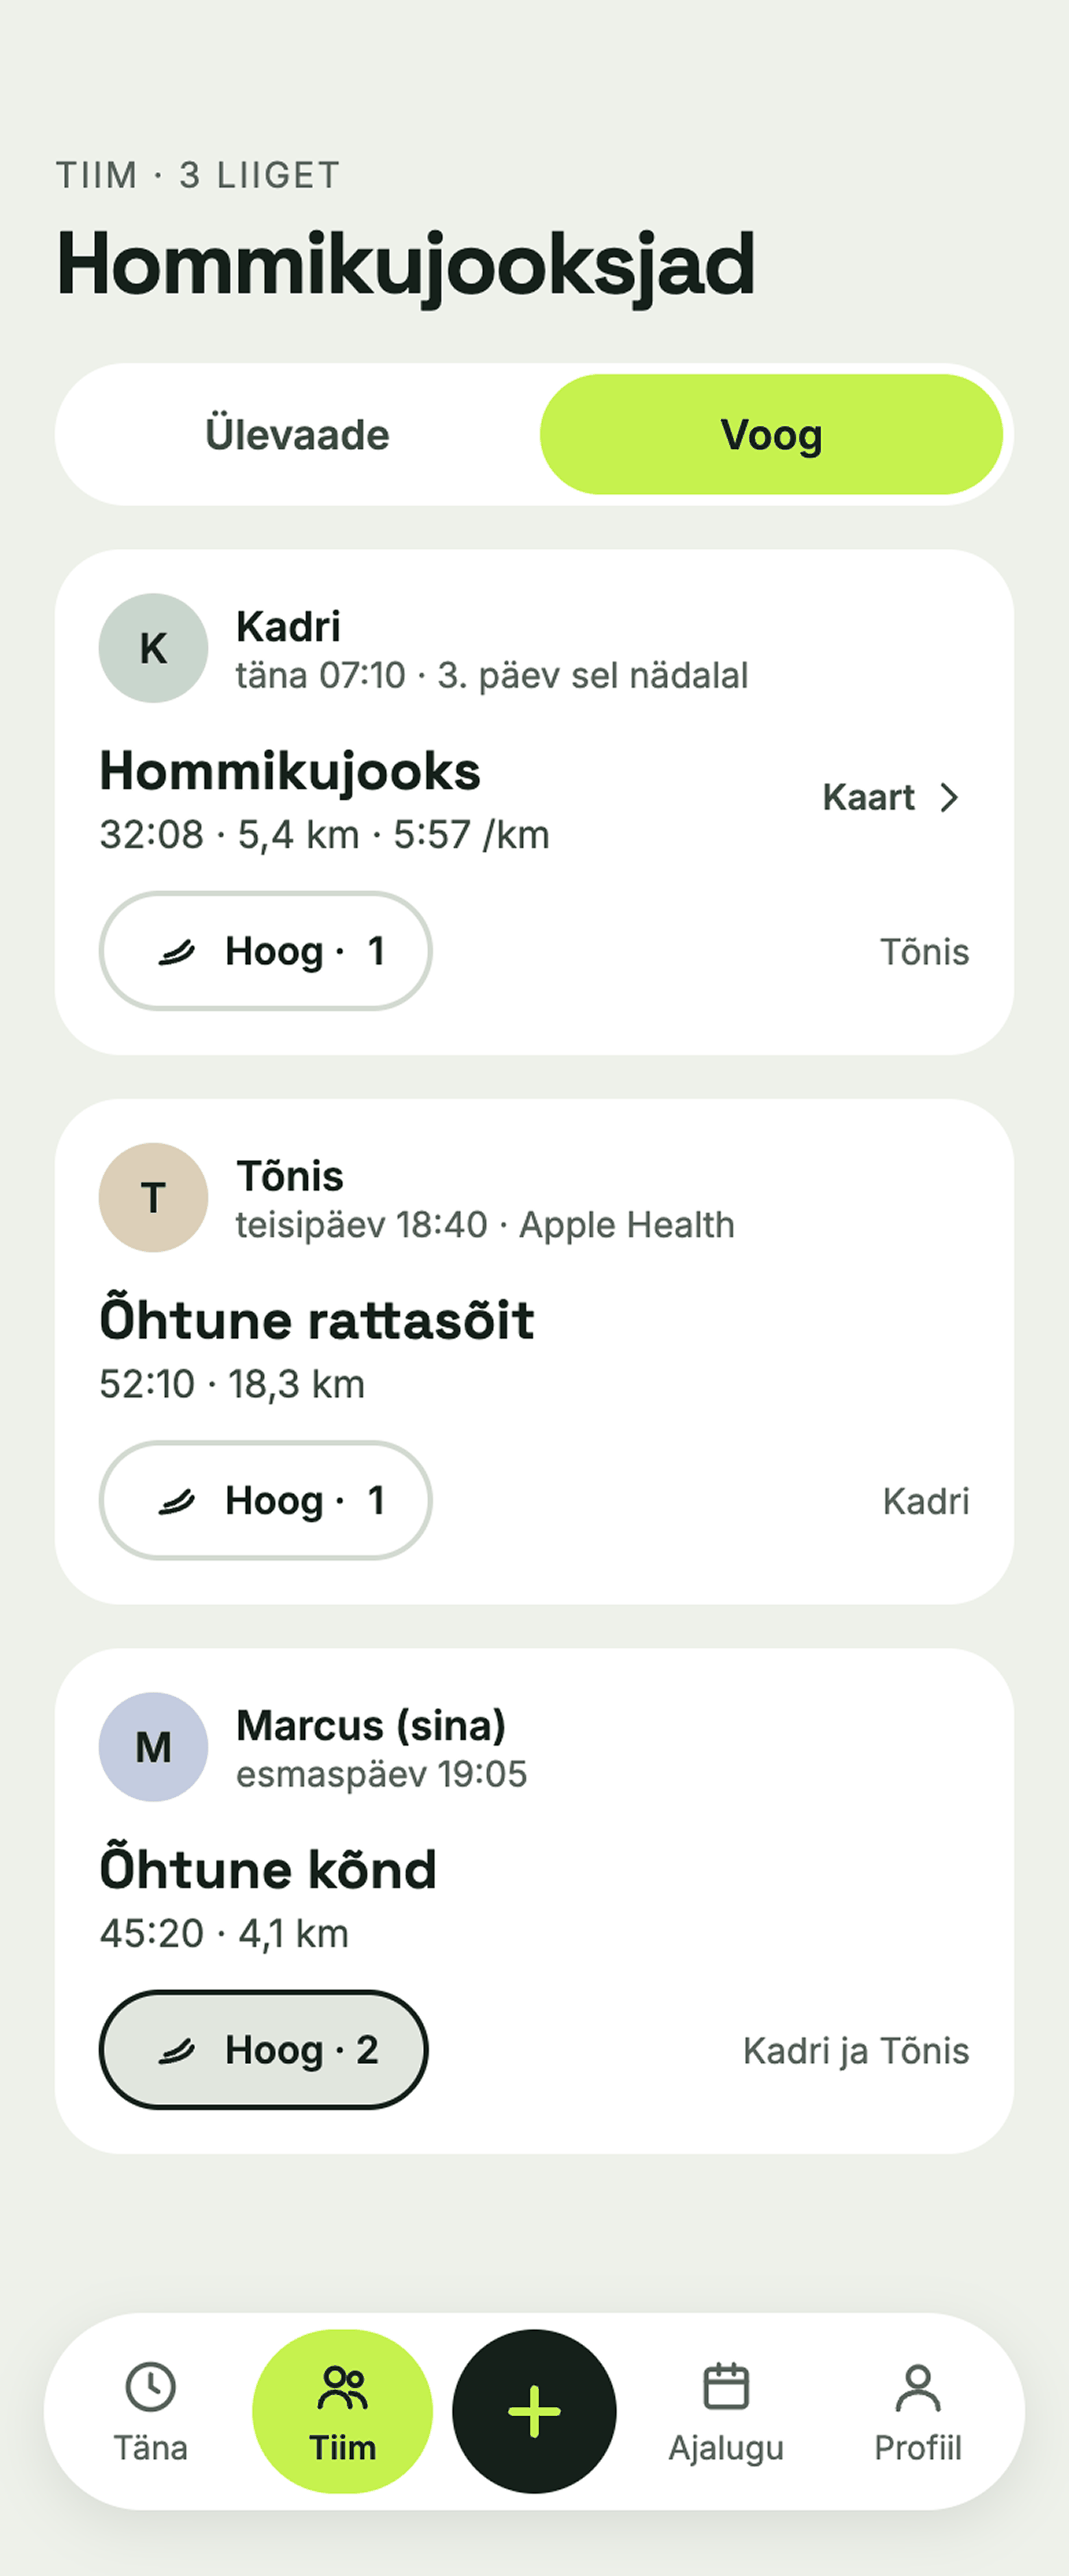 TIIM · 3 LIIGET
Hommikujooksjad
Ülevaade
Voog
K
Kadri
täna 07:10 · 3. päev sel nädalal
Hommikujooks
32:08 · 5,4 km · 5:57 /km
Kaart
Hoog · 1
Tõnis
T
Tõnis
teisipäev 18:40 · Apple Health
Õhtune rattasõit
52:10 · 18,3 km
Hoog · 1
Kadri
M
Marcus (sina)
esmaspäev 19:05
Õhtune kõnd
45:20 · 4,1 km
Hoog · 2
Kadri ja Tõnis
Täna
Tiim
Ajalugu
Profiil